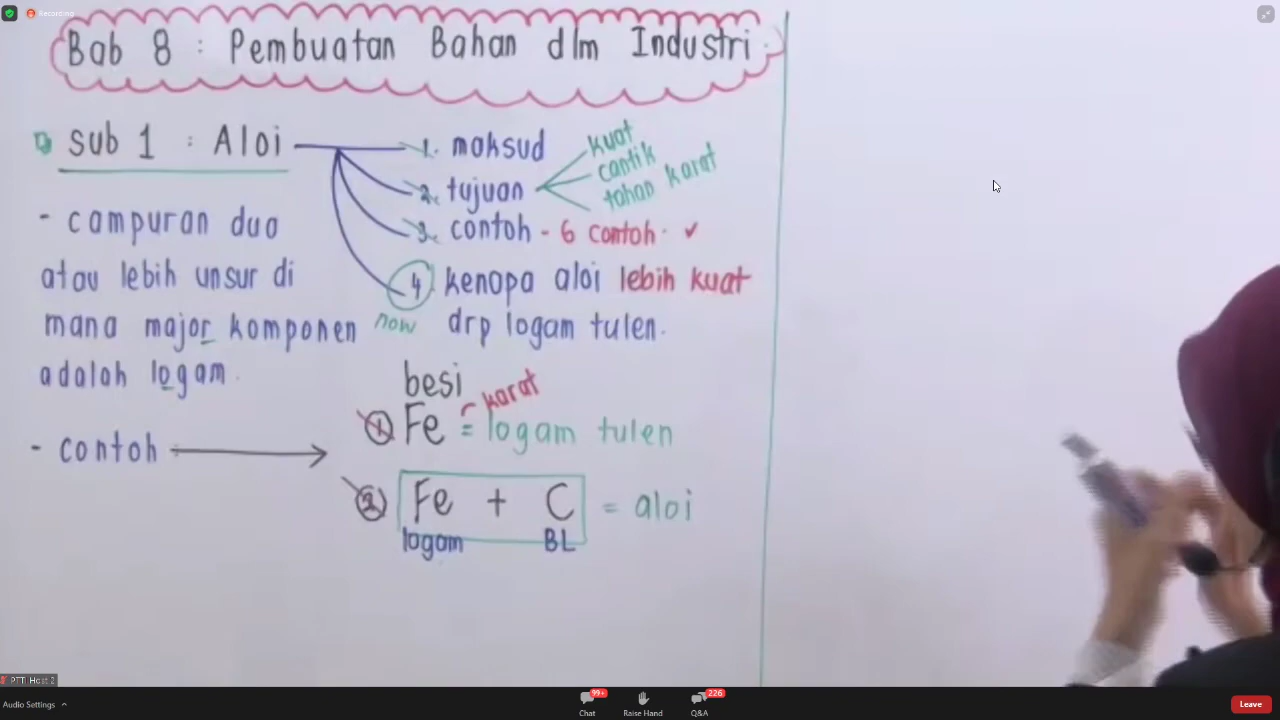 Recording
Bab 8 : Pembuatan Bahan dlm Industri
sub 1 : Aloi
1. maksud
2. tujuan
kuat
cantik
tahan karat
3. contoh - 6 contoh
4 kenapa aloi lebih kuat
now
drp logam tulen.
- campuran dua
atau lebih unsur di
mana major komponen
adalah logam.
- contoh
besi
karat
1 Fe = logam tulen
2 Fe + C = aloi
logam BL
PTTI Host 2
Audio Settings
99+
Chat
Raise Hand
226
Q&A
Leave